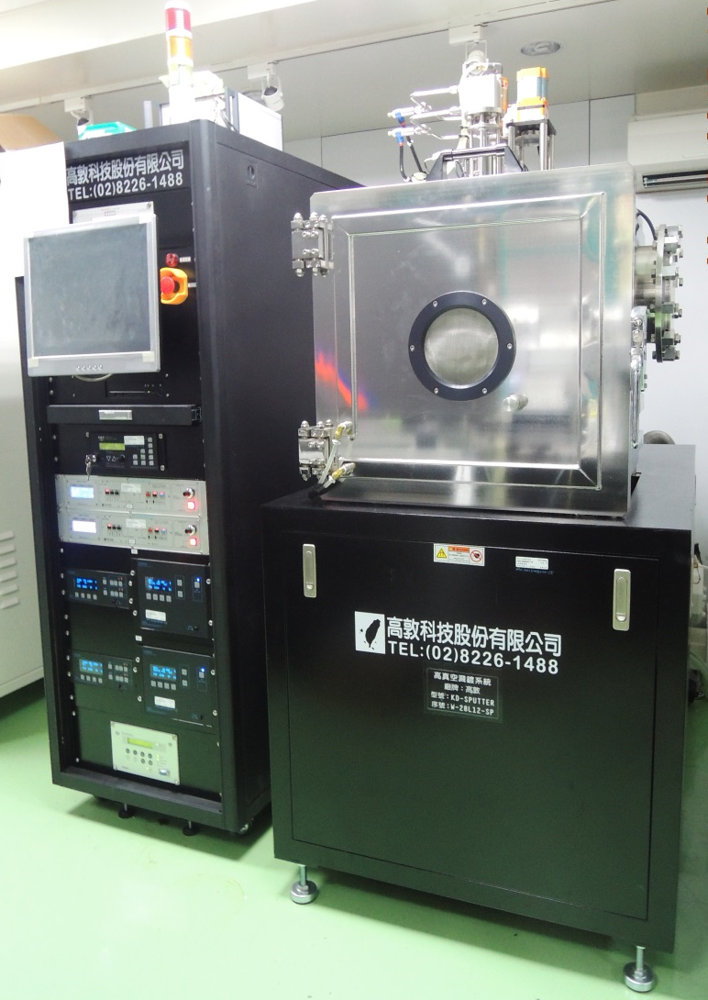 高敦科技股份有限公司
TEL:(02)8226-1488
高敦科技股份有限公司
TEL:(02)8226-1488
高真空濺鍍系統
廠牌:高敦
型號:KD-SPUTTER
序號:W-28L12-SP